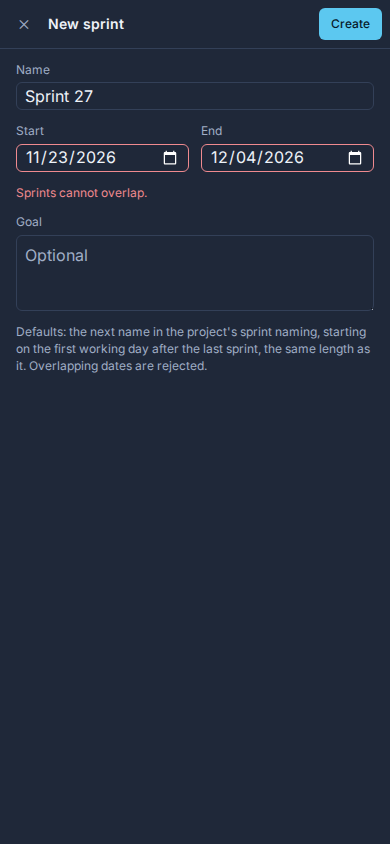 New sprint
Create
Name
Sprint 27
Start
End
11/23/2026
12/04/2026
Sprints cannot overlap.
Goal
Optional
Defaults: the next name in the project's sprint naming, starting
on the first working day after the last sprint, the same length as
it. Overlapping dates are rejected.